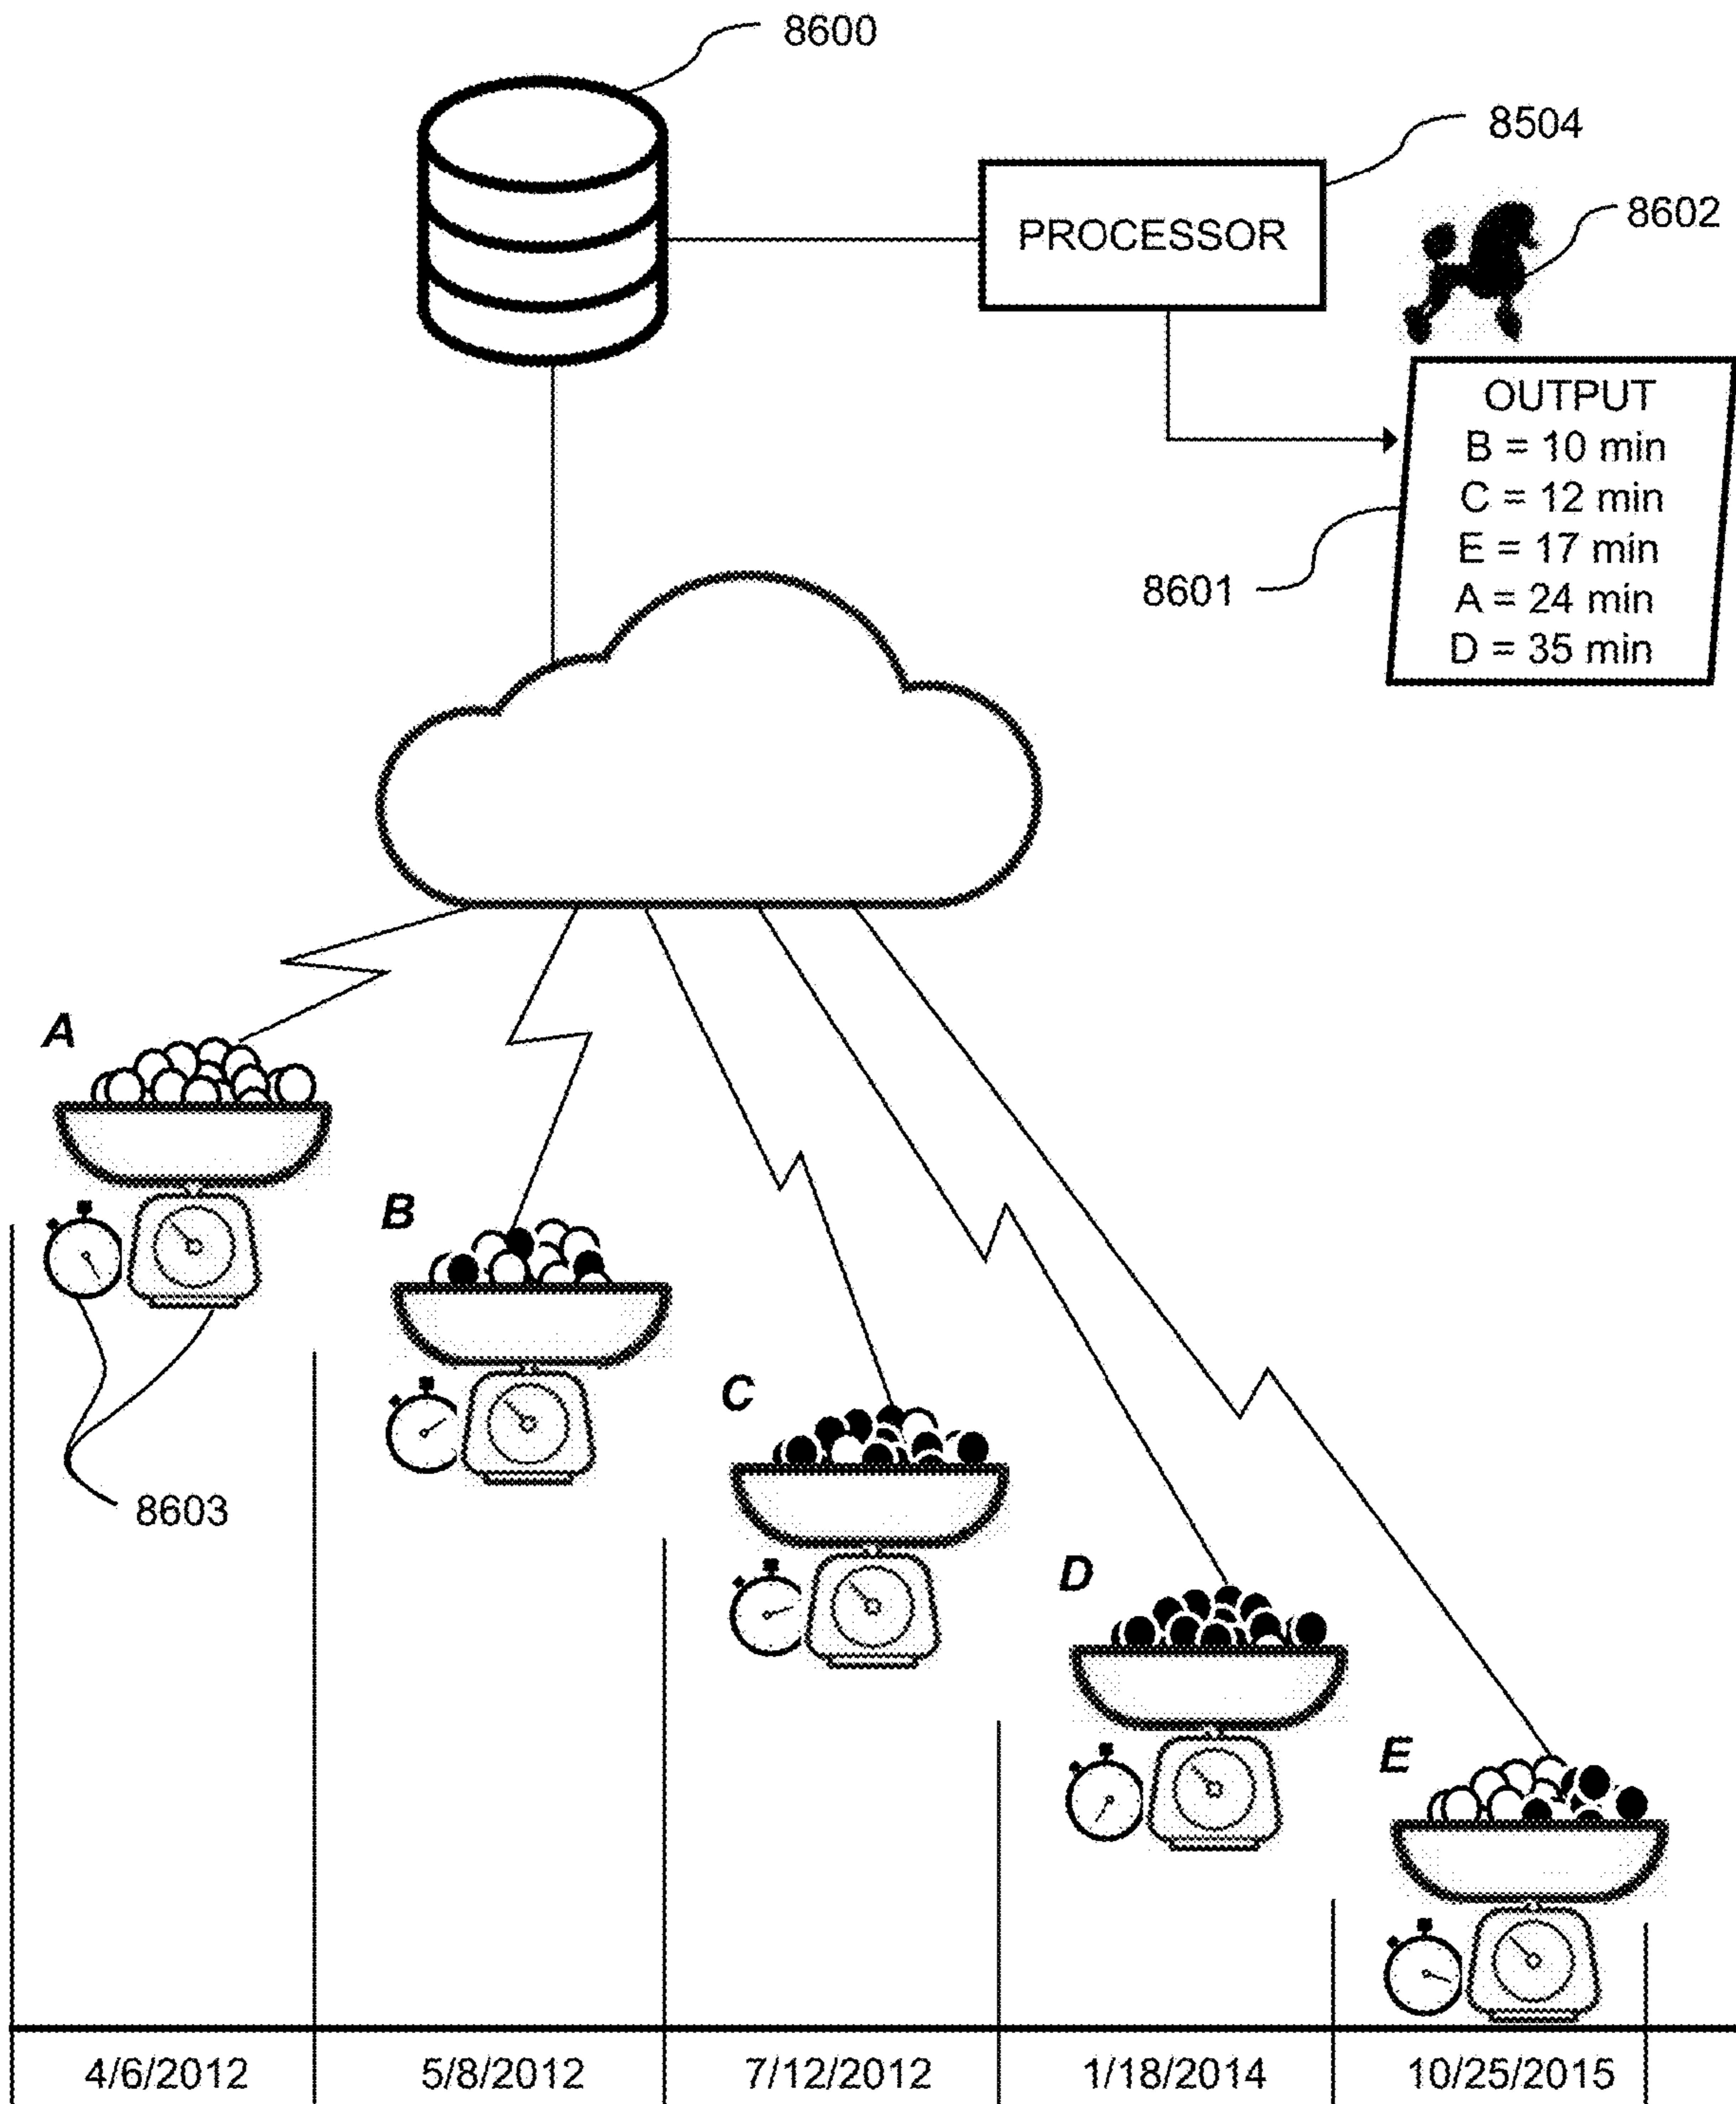 8600
8504
PROCESSOR
8602
OUTPUT
B = 10 min
C = 12 min
E = 17 min
A = 24 min
D = 35 min
8601
A
B
C
8603
D
E
4/6/2012
5/8/2012
7/12/2012
1/18/2014
10/25/2015